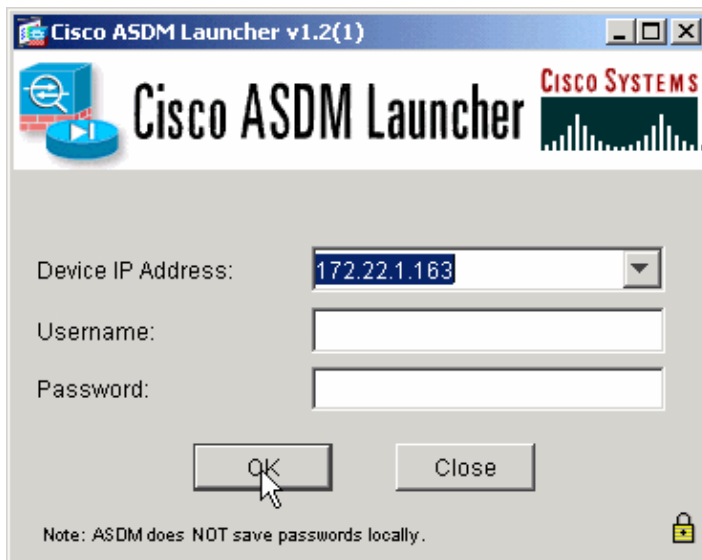 Cisco ASDM Launcher v1.2(1)
Cisco ASDM Launcher
CISCO SYSTEMS
Device IP Address:
172.22.1.163
Username:
Password:
OK
Close
Note: ASDM does NOT save passwords locally.